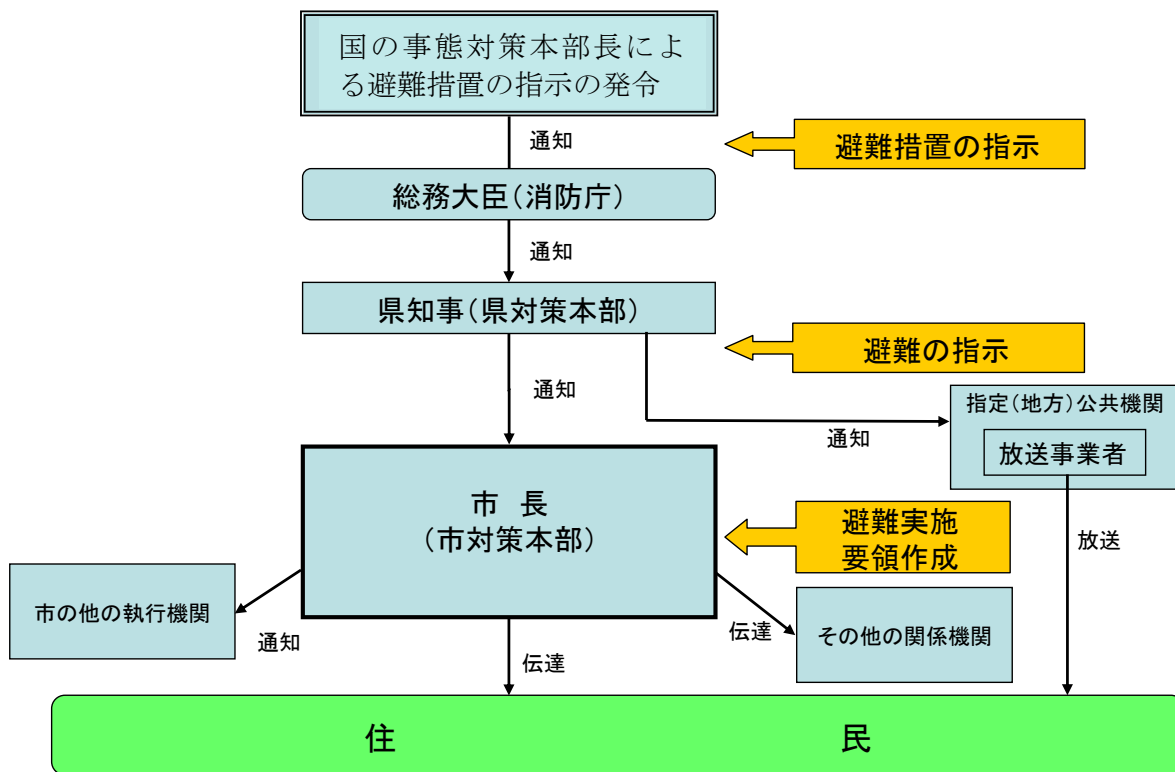 国の事態対策本部長によ
る避難措置の指示の発令
通知
避難措置の指示
総務大臣(消防庁)
通知
県知事(県対策本部)
避難の指示
通知
通知
指定(地方)公共機関
放送事業者
市 長
(市対策本部)
避難実施
要領作成
放送
市の他の執行機関
通知
伝達
伝達
その他の関係機関
住 民